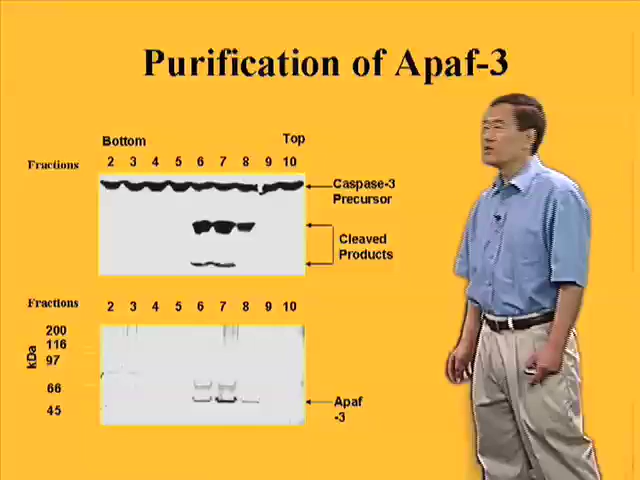 Purification of Apaf-3
Bottom
Top
Fractions 2 3 4 5 6 7 8 9 10
Caspase-3
Precursor
Cleaved
Products
Fractions 2 3 4 5 6 7 8 9 10
kDa
200
116
97
66
45
Apaf
-3